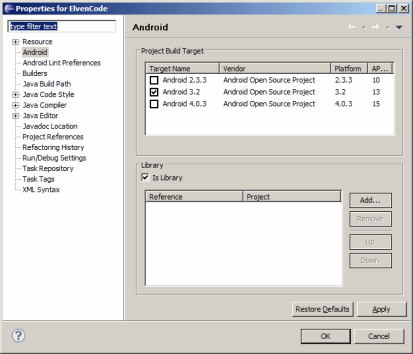 Properties for ElvenCode
type filter text
Resource
Android
Android Lint Preferences
Builders
Java Build Path
Java Code Style
Java Compiler
Java Editor
Javadoc Location
Project References
Refactoring History
Run/Debug Settings
Task Repository
Task Tags
XML Syntax
Android
Project Build Target
Target Name Vendor Platform AP...
Android 2.3.3 Android Open Source Project 2.3.3 10
Android 3.2 Android Open Source Project 3.2 13
Android 4.0.3 Android Open Source Project 4.0.3 15
Library
Is Library
Reference Project
Add...
Remove
Up
Down
Restore Defaults Apply
OK Cancel